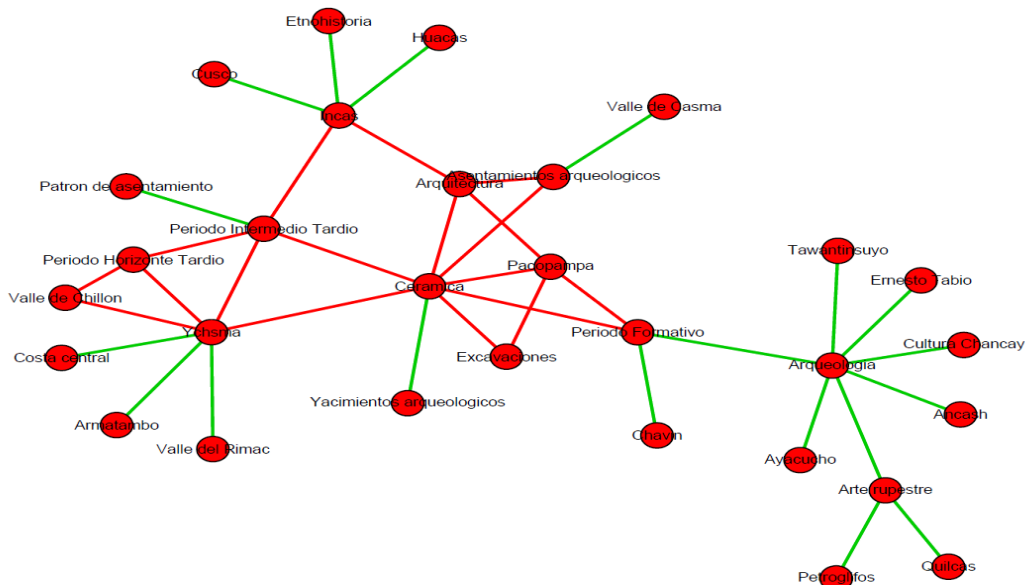 Etnohistoria
Huacas
Cusco
Incas
Valle de Casma
Asentamientos arqueologicos
Arquitectura
Patron de asentamiento
Periodo Intermedio Tardio
Tawantinsuyo
Periodo Horizonte Tardio
Pacopampa
Ernesto Tabio
Ceramica
Valle de Chillon
Ychsma
Periodo Formativo
Cultura Chancay
Costa central
Excavaciones
Arqueologia
Yacimientos arqueologicos
Ancash
Armatambo
Chavin
Valle del Rimac
Ayacucho
Arte rupestre
Quilcas
Petroglifos